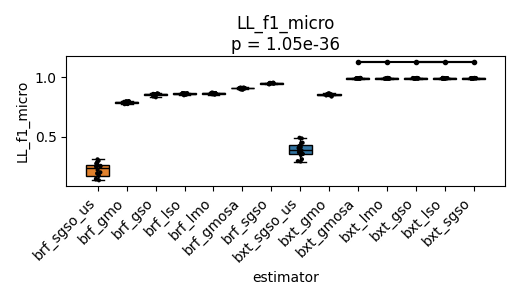 LL_f1_micro
p = 1.05e-36
LL_f1_micro
1.0
0.5
brf_sgso_us
brf_gmo
brf_gso
brf_lso
brf_lmo
brf_gmosa
brf_sgso
bxt_sgso_us
bxt_gmo
bxt_gmosa
bxt_lmo
bxt_gso
bxt_lso
bxt_sgso
estimator